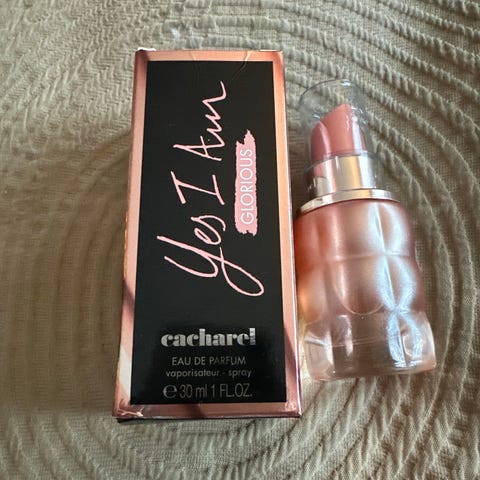 Yes I Am
GLORIOUS
cacharel
EAU DE PARFUM
vaporisateur - spray
℮ 30 ml 1 FL.OZ.